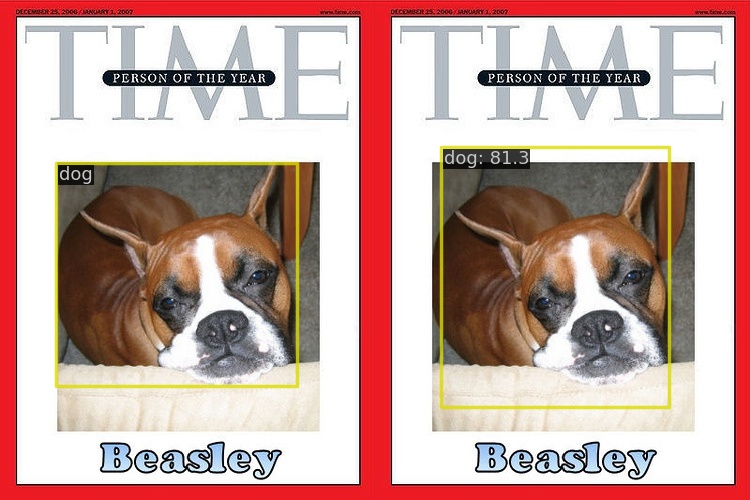 DECEMBER 25, 2006 / JANUARY 1, 2007 www.time.com
TIME
PERSON OF THE YEAR
dog
Beasley
DECEMBER 25, 2006 / JANUARY 1, 2007 www.time.com
TIME
PERSON OF THE YEAR
dog: 81.3
Beasley